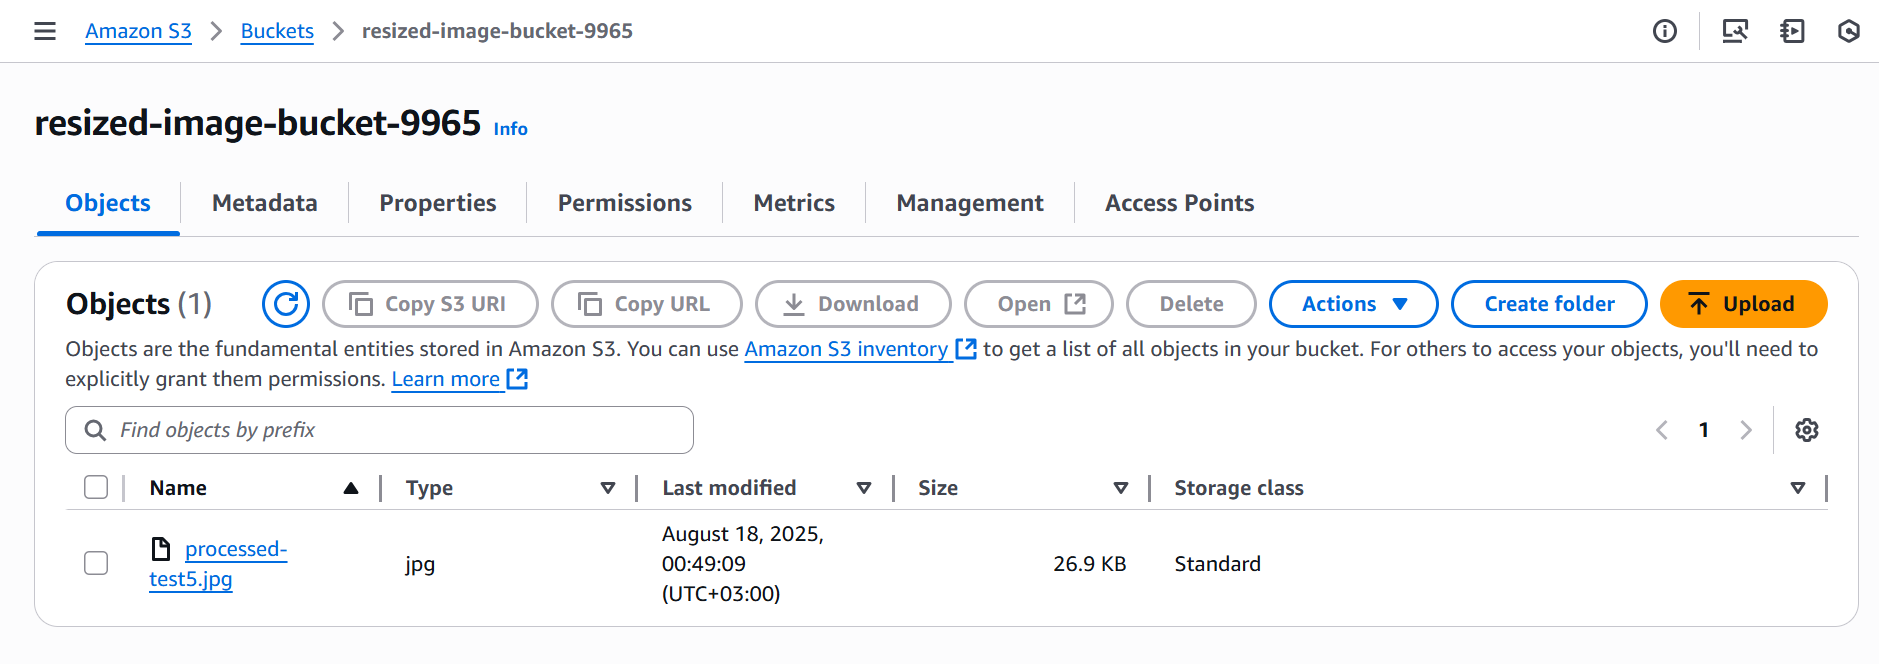 Amazon S3 > Buckets > resized-image-bucket-9965
resized-image-bucket-9965 Info
Objects Metadata Properties Permissions Metrics Management Access Points
Objects (1) Copy S3 URI Copy URL Download Open Delete Actions Create folder Upload
Objects are the fundamental entities stored in Amazon S3. You can use Amazon S3 inventory to get a list of all objects in your bucket. For others to access your objects, you'll need to
explicitly grant them permissions. Learn more
Find objects by prefix 1
Name Type Last modified Size Storage class
processed-
test5.jpg
jpg
August 18, 2025,
00:49:09
(UTC+03:00)
26.9 KB
Standard